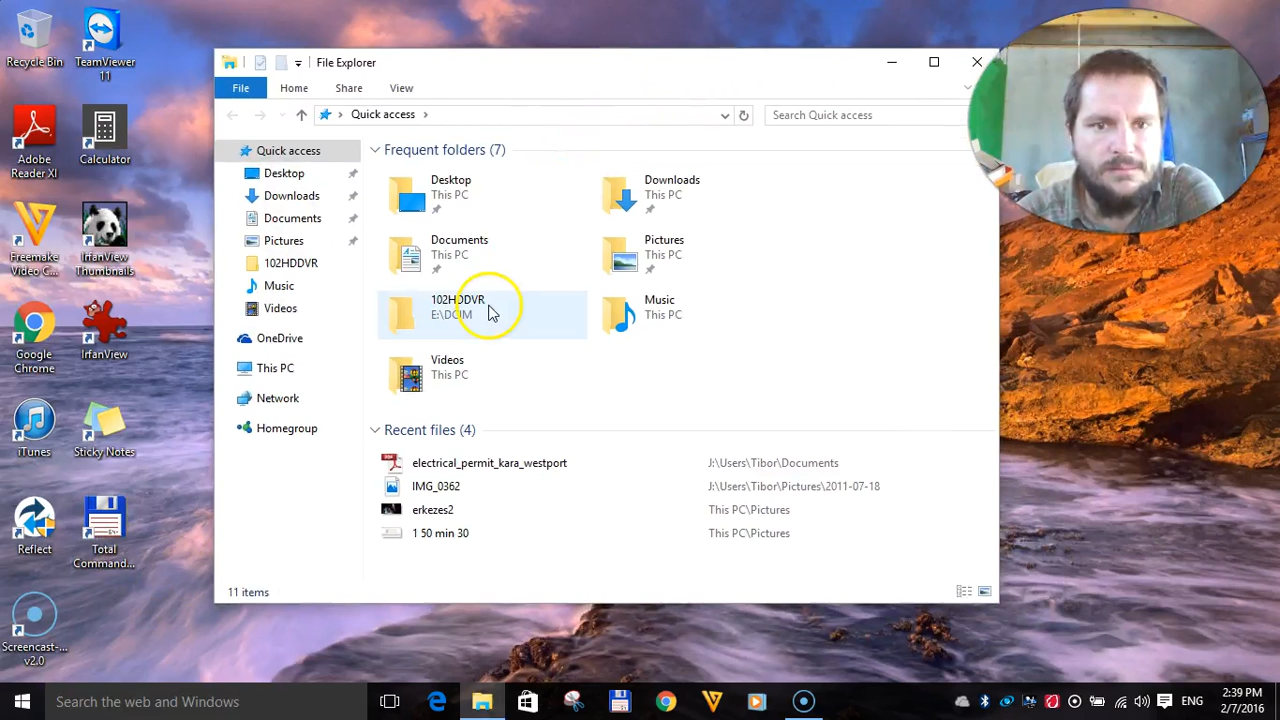 Recycle Bin
TeamViewer
11
Adobe
Reader XI
Calculator
Freemake
Video C...
IrfanView
Thumbnails
Google
Chrome
IrfanView
iTunes
Sticky Notes
Reflect
Total
Command...
Screencast-...
v2.0
File Explorer
File
Home
Share
View
Quick access
Search Quick access
Quick access
Desktop
Downloads
Documents
Pictures
102HDDVR
Music
Videos
OneDrive
This PC
Network
Homegroup
Frequent folders (7)
Desktop
This PC
Downloads
This PC
Documents
This PC
Pictures
This PC
102HDDVR
E:\DCIM
Music
This PC
Videos
This PC
Recent files (4)
electrical_permit_kara_westport J:\Users\Tibor\Documents
IMG_0362 J:\Users\Tibor\Pictures\2011-07-18
erkezes2 This PC\Pictures
1 50 min 30 This PC\Pictures
11 items
Search the web and Windows
ENG
2:39 PM
2/7/2016